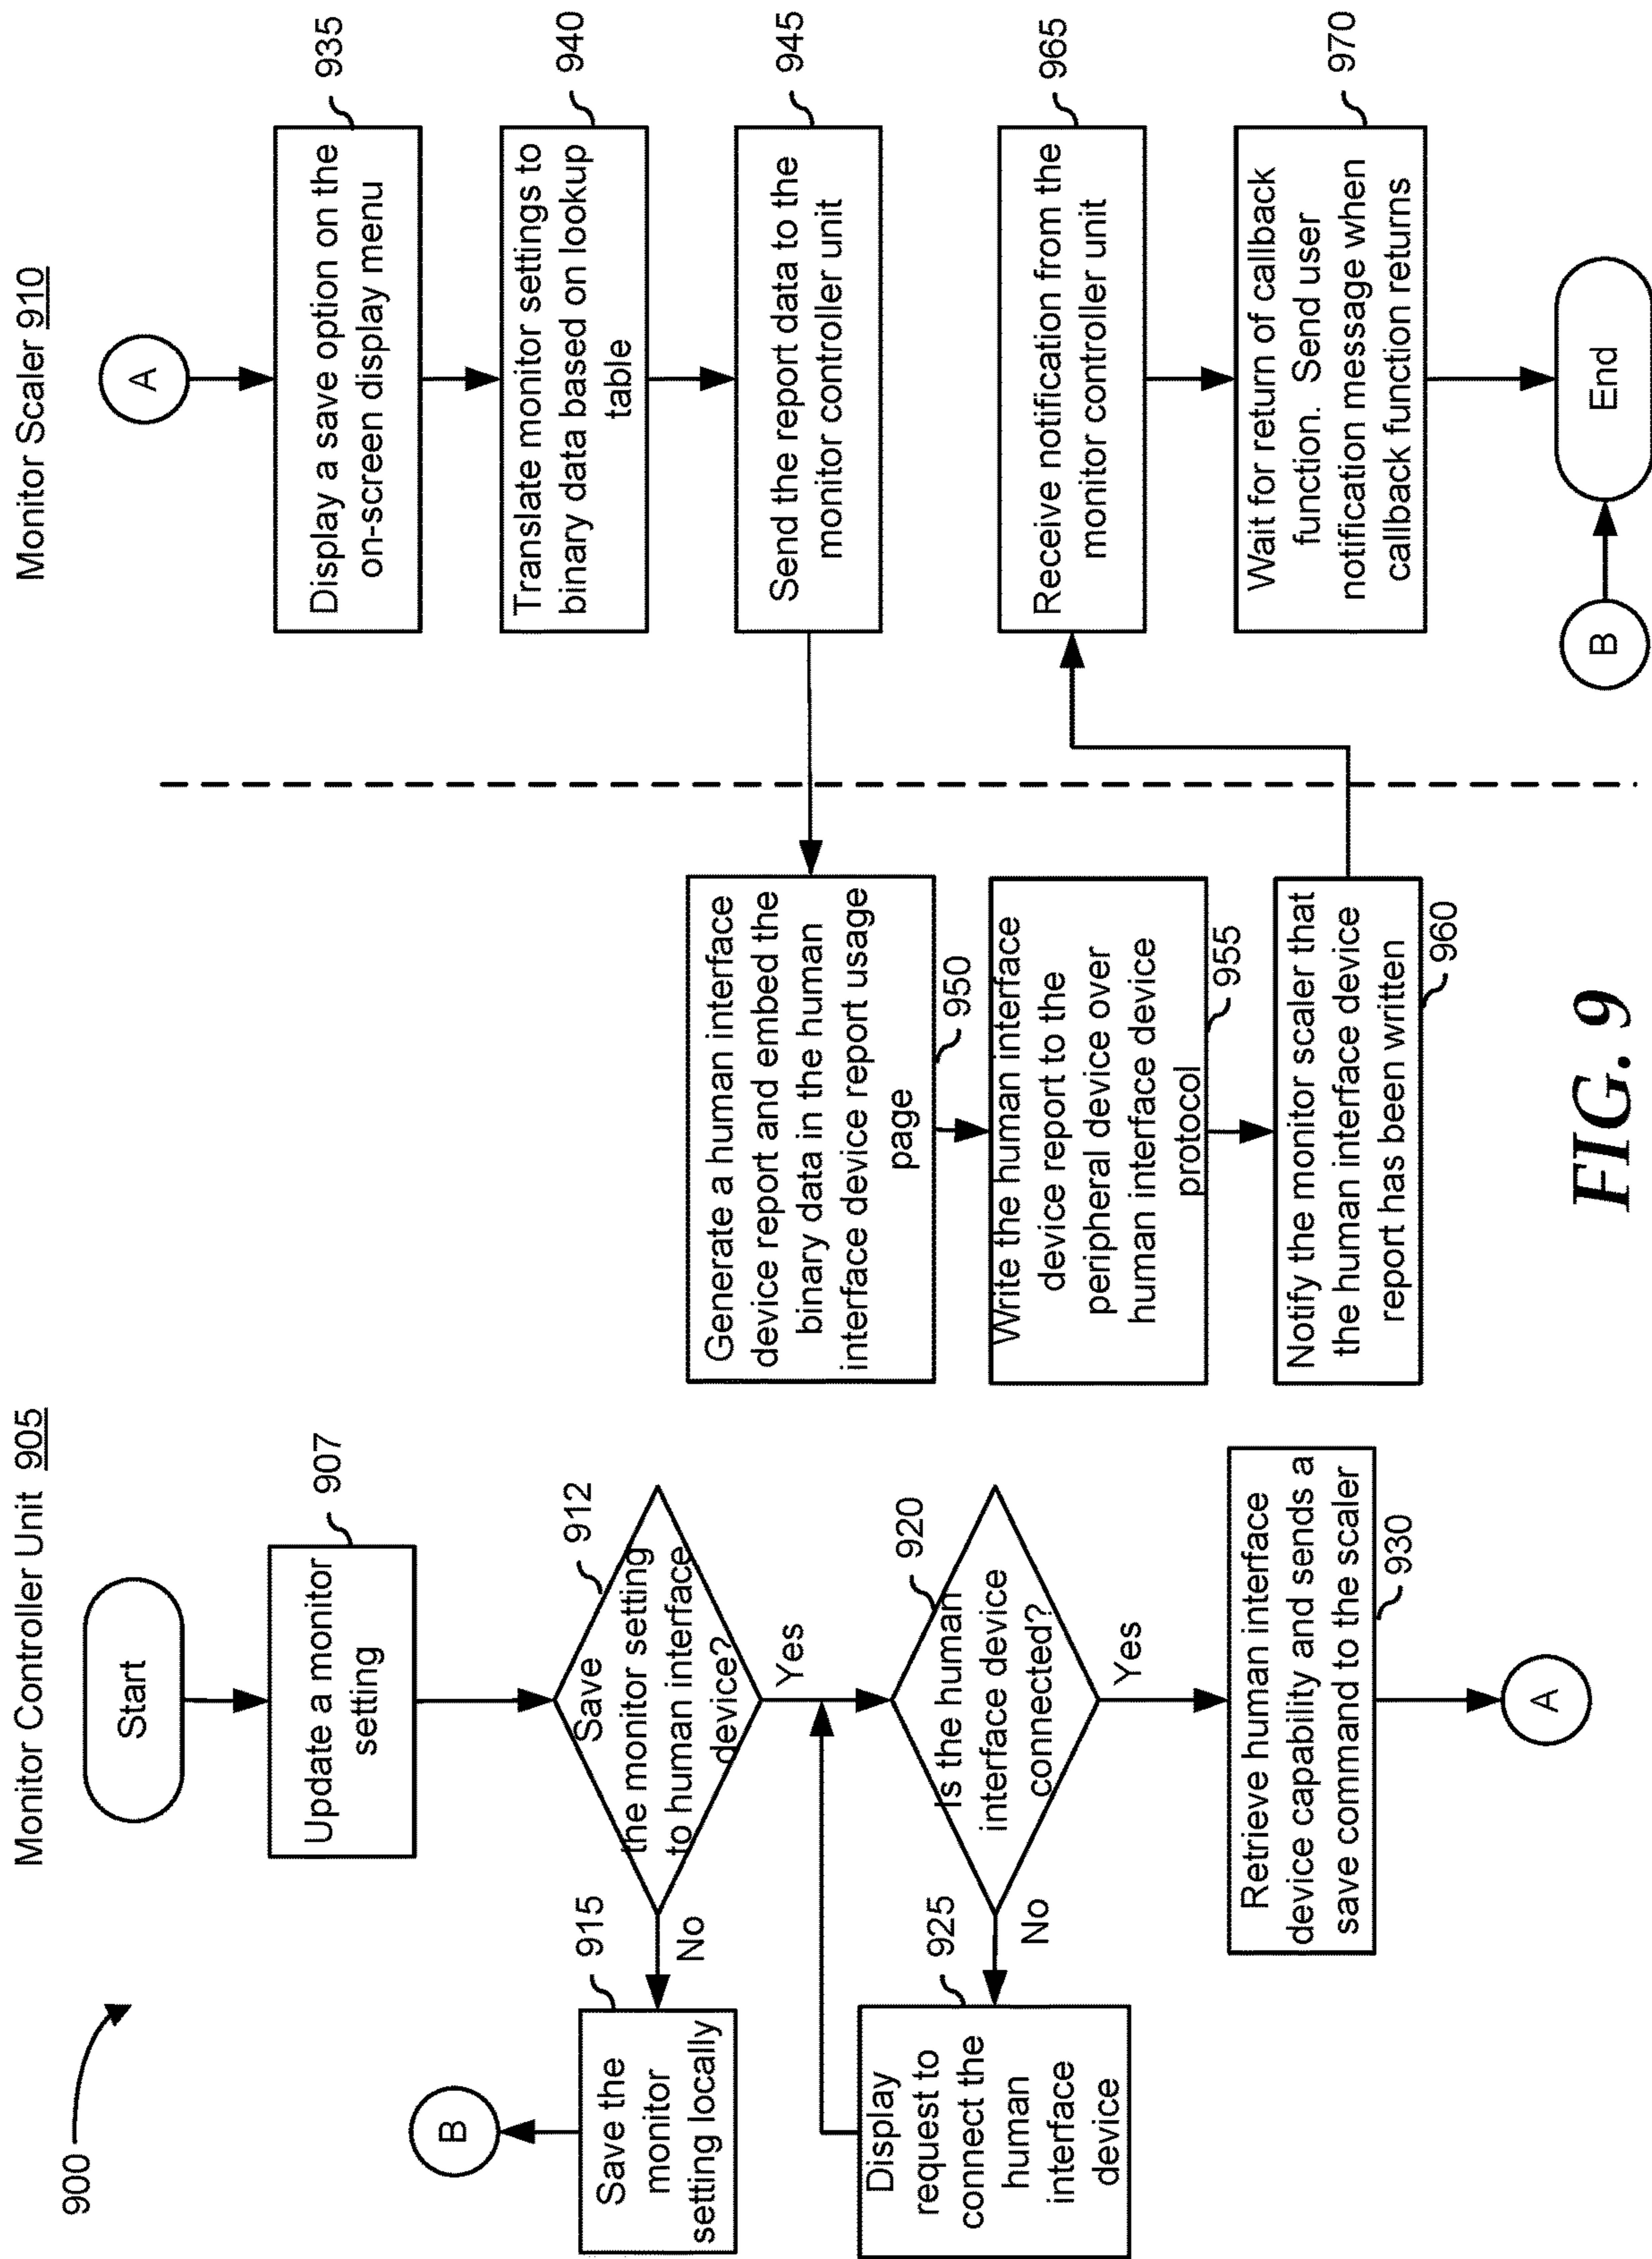 900
Monitor Controller Unit 905
Start
907
Update a monitor
setting
912
Save
the monitor setting
to human interface
device?
No
Yes
915
Save the
monitor
setting locally
B
920
Is the human
interface device
connected?
No
Yes
925
Display
request to
connect the
human
interface
device
Retrieve human interface
device capability and sends a
save command to the scaler
930
A
Generate a human interface
device report and embed the
binary data in the human
interface device report usage
page
950
Write the human interface
device report to the
peripheral device over
human interface device
protocol
955
Notify the monitor scaler that
the human interface device
report has been written
960
Monitor Scaler 910
A
Display a save option on the
on-screen display menu
935
Translate monitor settings to
binary data based on lookup
table
940
Send the report data to the
monitor controller unit
945
Receive notification from the
monitor controller unit
965
Wait for return of callback
function. Send user
notification message when
callback function returns
970
B
End
FIG. 9